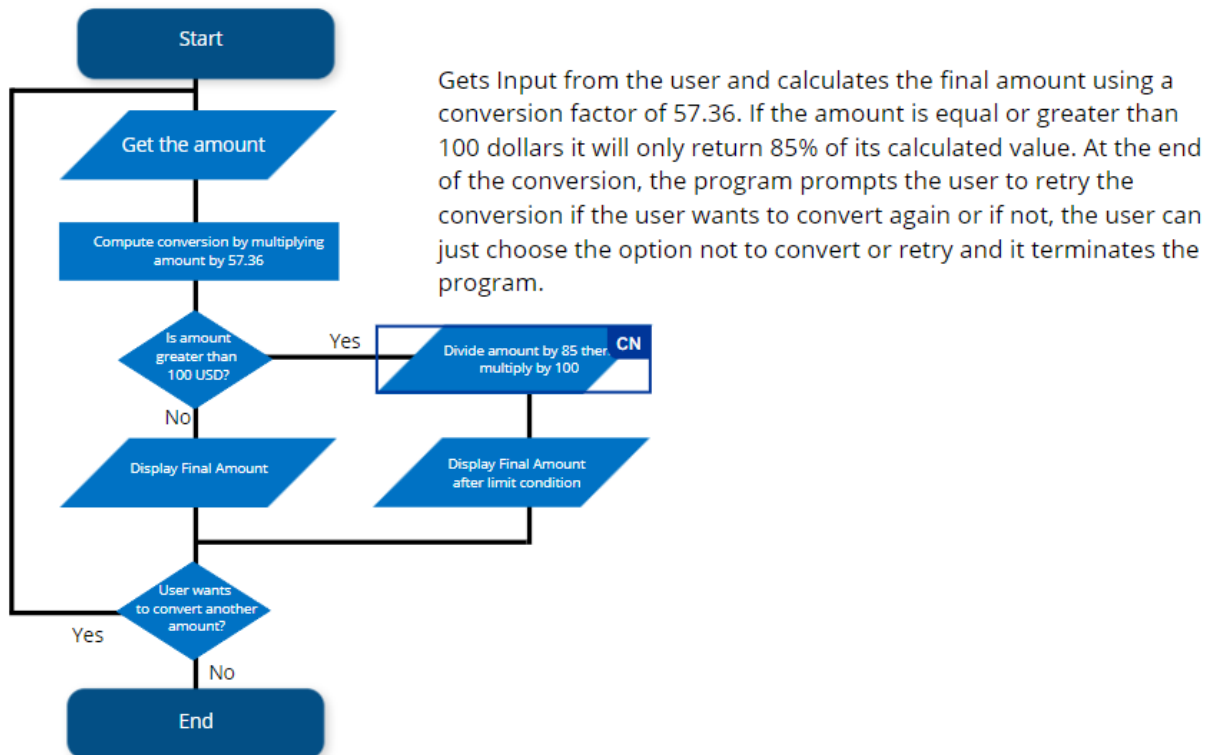 Start
Gets Input from the user and calculates the final amount using a
conversion factor of 57.36. If the amount is equal or greater than
100 dollars it will only return 85% of its calculated value. At the end
of the conversion, the program prompts the user to retry the
conversion if the user wants to convert again or if not, the user can
just choose the option not to convert or retry and it terminates the
program.
Get the amount
Compute conversion by multiplying
amount by 57.36
Is amount
greater than
100 USD?
Yes
Divide amount by 85 then
multiply by 100
CN
No
Display Final Amount
Display Final Amount
after limit condition
User wants
to convert another
amount?
Yes
No
End